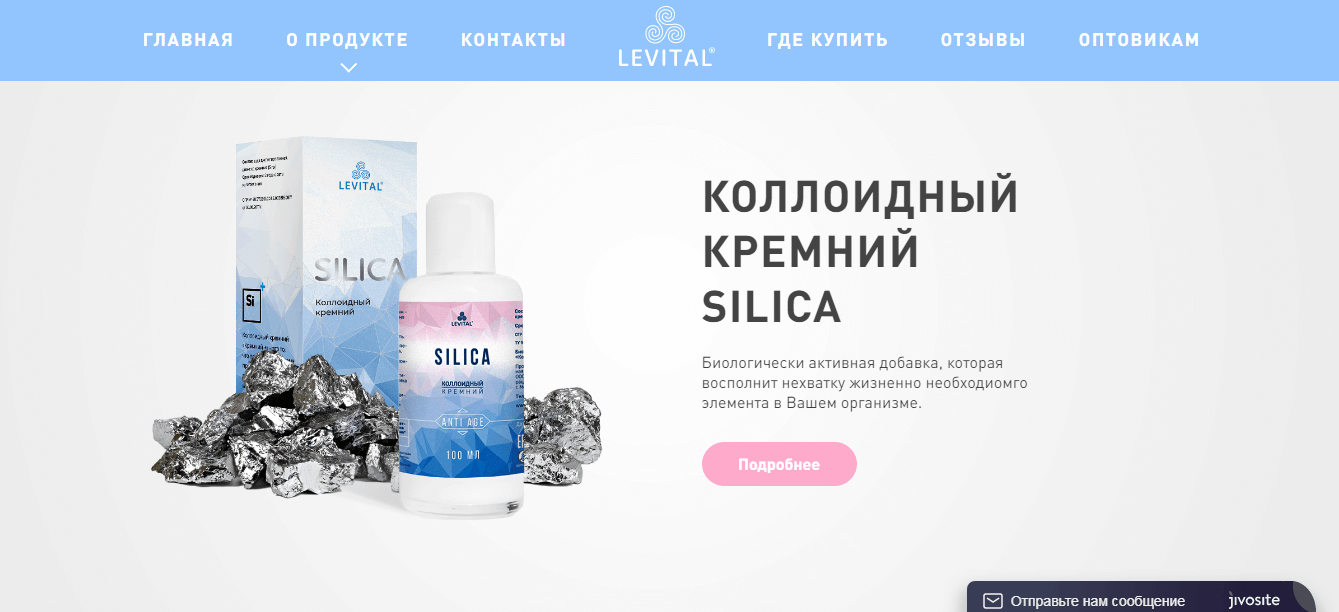 ГЛАВНАЯ
О ПРОДУКТЕ
КОНТАКТЫ
LEVITAL®
ГДЕ КУПИТЬ
ОТЗЫВЫ
ОПТОВИКАМ
LEVITAL®
SILICA
Si
Коллоидный
кремний
LEVITAL®
SILICA
КОЛЛОИДНЫЙ
КРЕМНИЙ
ANTI AGE
100 МЛ
КОЛЛОИДНЫЙ
КРЕМНИЙ
SILICA
Биологически активная добавка, которая
восполнит нехватку жизненно необходиомго
элемента в Вашем организме.
Подробнее
Отправьте нам сообщение
jivosite